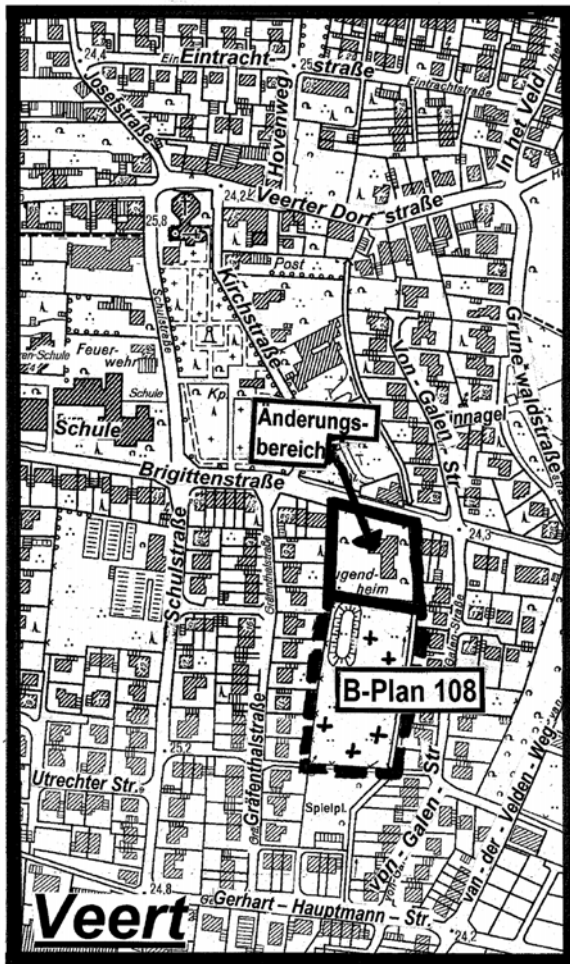 24,4
Eintracht-
straße
25
Eintrachtstraße
In het Veld
Josefstraße
Hovenweg
24,2
Veerter Dorf straße
25,8
Post
Kirchstraße
Schulstraße
Feuer-
wehr
Schule
Schule
Kp.
Von - Galen - Str
Grunewaldstraße
Änderungs-
bereich
Brigittenstraße
24,3
Schulstraße
Gräfenthalstraße
ugend-
heim
B-Plan 108
25,2
Utrechter Str.
Gräfenthalstraße
Spielpl.
von - Galen - Str
van - der - Velden - Weg
24,8
Veert
Gerhart - Hauptmann - Str.
24,2